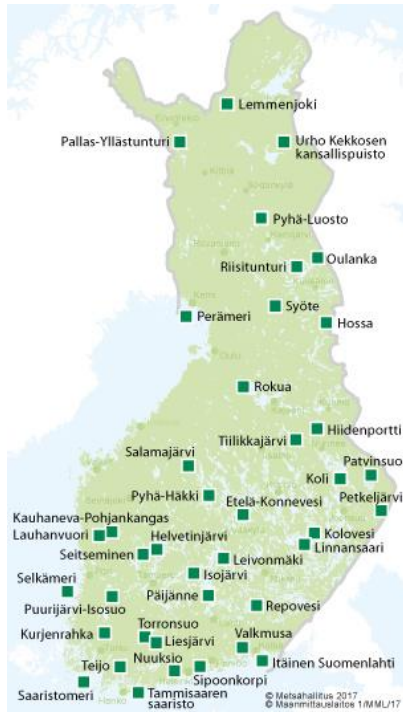 Lemmenjoki
Pallas-Yllästunturi
Urho Kekkosen
kansallispuisto
Pyhä-Luosto
Oulanka
Riisitunturi
Syöte
Perämeri
Hossa
Rokua
Hiidenportti
Tiilikkajärvi
Salamajärvi
Patvinsuo
Koli
Pyhä-Häkki
Petkeljärvi
Etelä-Konnevesi
Kauhaneva-Pohjankangas
Kolovesi
Lauhanvuori
Helvetinjärvi
Linnansaari
Seitseminen
Leivonmäki
Isojärvi
Selkämeri
Päijänne
Repovesi
Puurijärvi-Isosuo
Torronsuo
Kurjenrahka
Liesjärvi
Valkmusa
Nuuksio
Teijo
Itäinen Suomenlahti
Sipoonkorpi
Saaristomeri
Tammisaaren
saaristo
© Metsähallitus 2017
© Maanmittauslaitos 1/MML/17